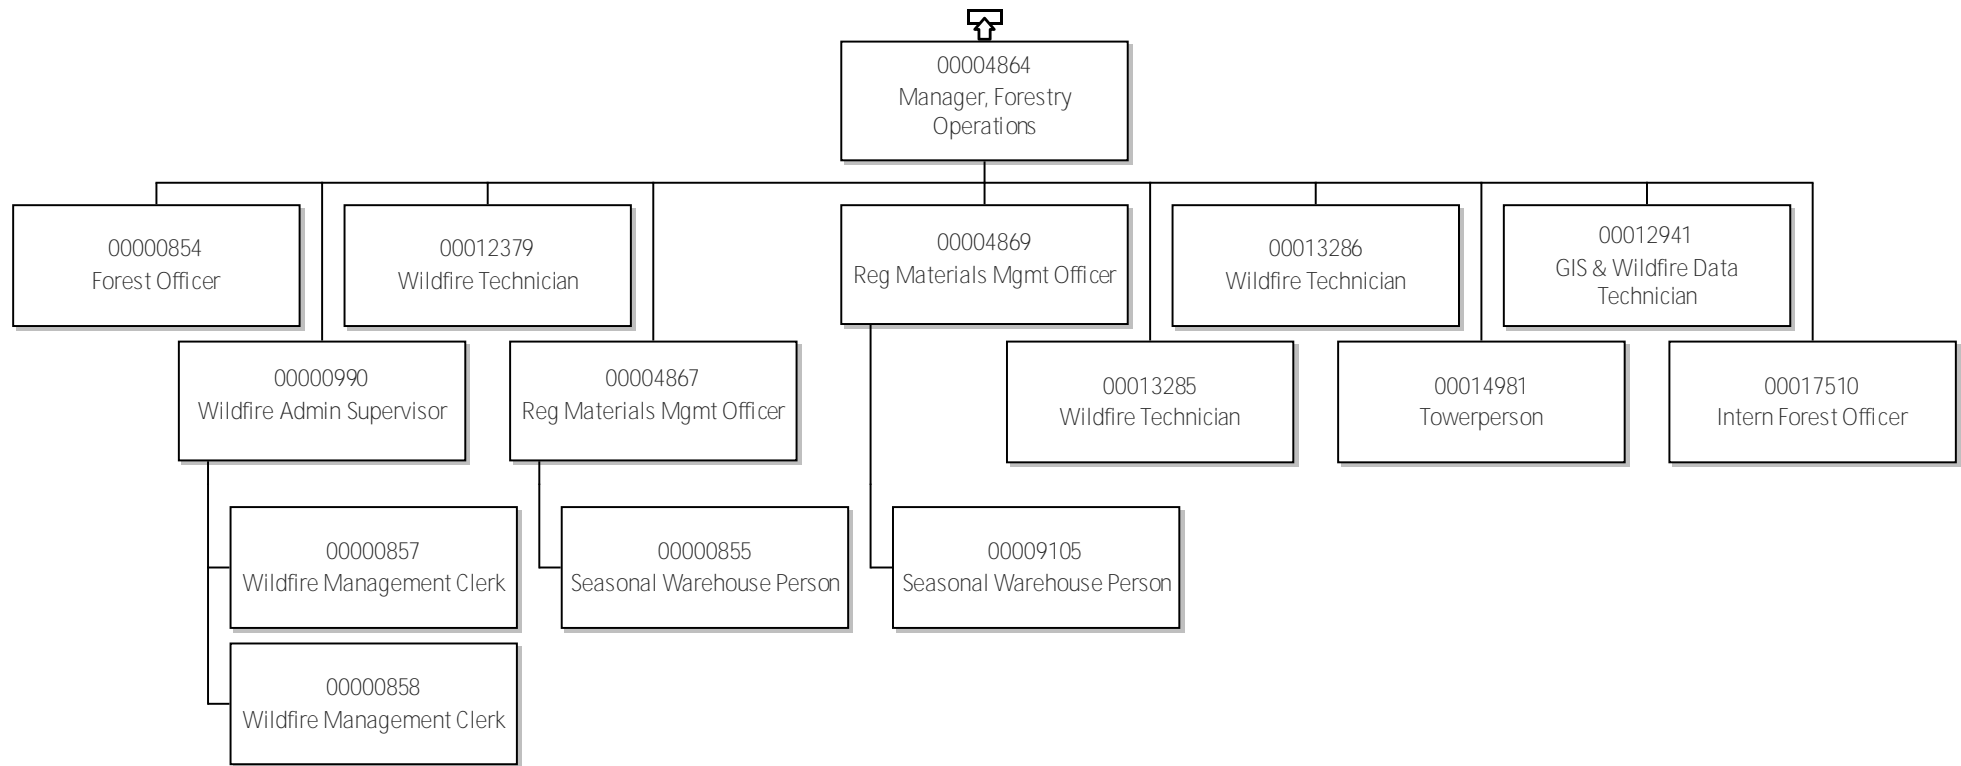 00004864
Manager, Forestry
Operations
00000854
Forest Officer
00012379
Wildfire Technician
00004869
Reg Materials Mgmt Officer
00013286
Wildfire Technician
00012941
GIS & Wildfire Data
Technician
00000990
Wildfire Admin Supervisor
00004867
Reg Materials Mgmt Officer
00013285
Wildfire Technician
00014981
Towerperson
00017510
Intern Forest Officer
00000857
Wildfire Management Clerk
00000855
Seasonal Warehouse Person
00009105
Seasonal Warehouse Person
00000858
Wildfire Management Clerk